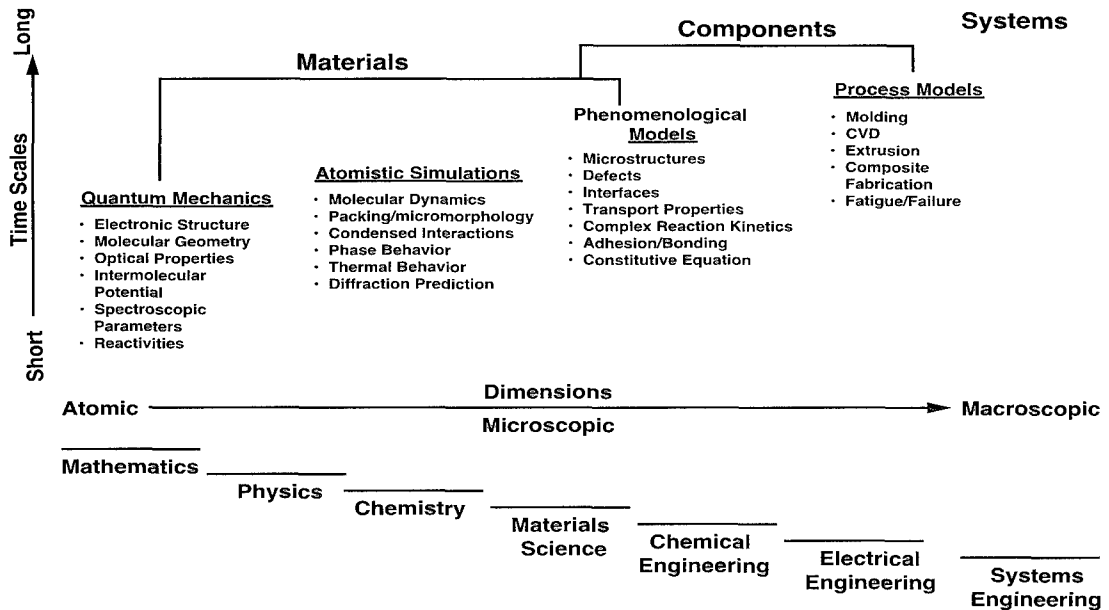 Long
Time Scales
Short
Materials
Components
Systems
Quantum Mechanics
· Electronic Structure
· Molecular Geometry
· Optical Properties
· Intermolecular
Potential
· Spectroscopic
Parameters
· Reactivities
Atomistic Simulations
· Molecular Dynamics
· Packing/micromorphology
· Condensed Interactions
· Phase Behavior
· Thermal Behavior
· Diffraction Prediction
Phenomenological
Models
· Microstructures
· Defects
· Interfaces
· Transport Properties
· Complex Reaction Kinetics
· Adhesion/Bonding
· Constitutive Equation
Process Models
· Molding
· CVD
· Extrusion
· Composite
Fabrication
· Fatigue/Failure
Dimensions
Atomic
Microscopic
Macroscopic
Mathematics
Physics
Chemistry
Materials
Science
Chemical
Engineering
Electrical
Engineering
Systems
Engineering